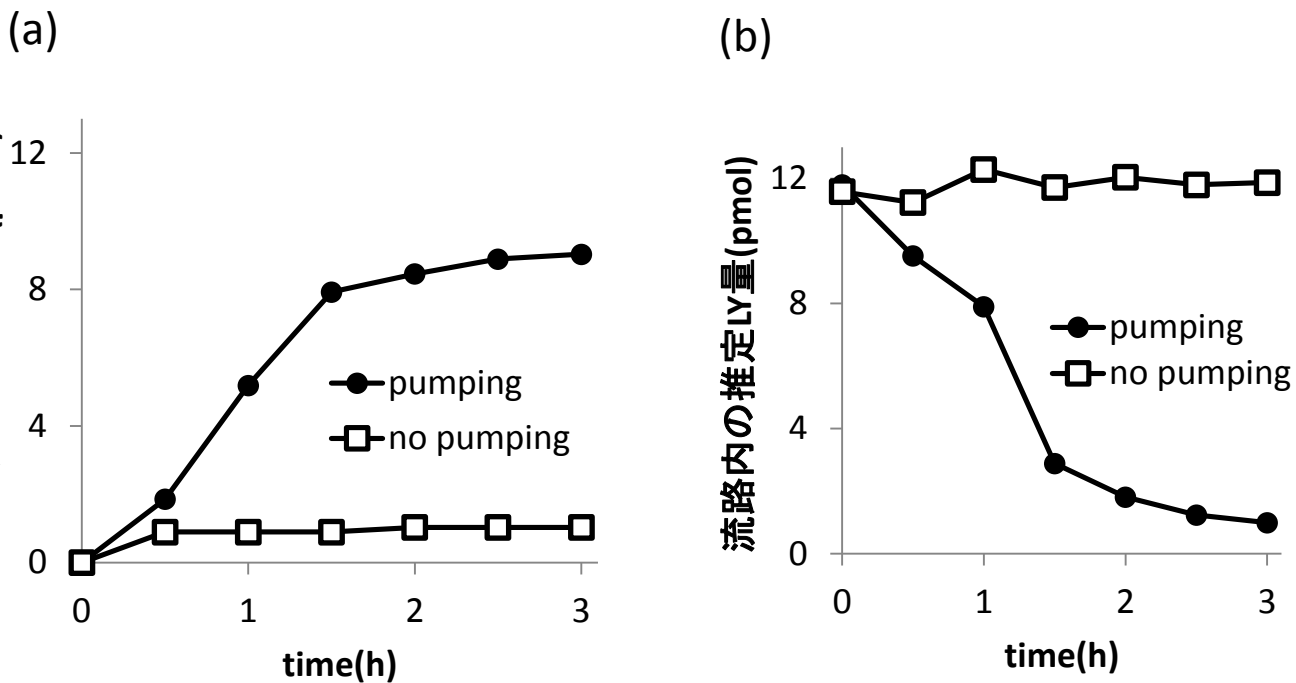 (a)
12
8
4
0
0 1 2 3
time(h)
pumping
no pumping
(b)
流路内の推定LY量(pmol)
12
8
4
0
0 1 2 3
time(h)
pumping
no pumping